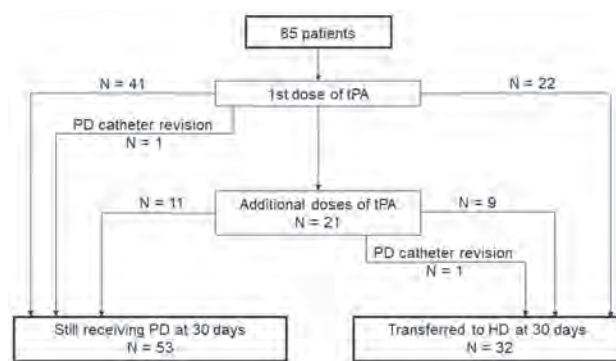 85 patients
N = 41
1st dose of tPA
N = 22
PD catheter revision
N = 1
N = 11
Additional doses of tPA
N = 21
N = 9
PD catheter revision
N = 1
Still receiving PD at 30 days
N = 53
Transferred to HD at 30 days
N = 32